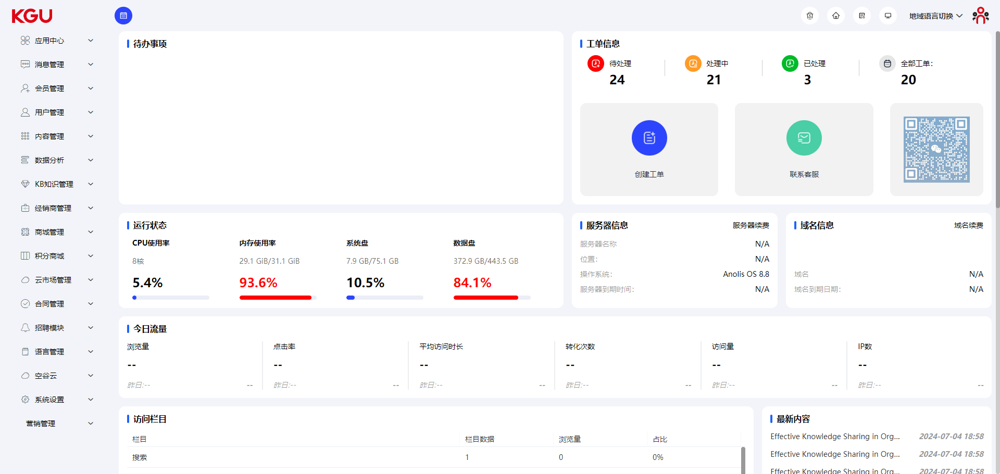 KGU
地域语言切换
应用中心
消息管理
会员管理
用户管理
内容管理
数据分析
KB知识管理
经销商管理
商城管理
积分商城
云市场管理
合同管理
招聘模块
语言管理
空谷云
系统设置
营销管理
待办事项
工单信息
待处理
24
处理中
21
已处理
3
全部工单:
20
创建工单
联系客服
运行状态
CPU使用率
8核
5.4%
内存使用率
29.1 GiB/31.1 GiB
93.6%
系统盘
7.9 GB/75.1 GB
10.5%
数据盘
372.9 GB/443.5 GB
84.1%
服务器信息 服务器续费
服务器名称 N/A
位置: N/A
操作系统: Anolis OS 8.8
服务器到期时间: N/A
域名信息 域名续费
域名 N/A
域名到期日期: N/A
今日流量
浏览量
--
昨日:-- --
点击率
--
昨日:-- --
平均访问时长
--
昨日:-- --
转化次数
--
昨日:-- --
访问量
--
昨日:-- --
IP数
--
昨日:-- --
访问栏目
栏目 栏目数据 浏览量 占比
搜索 1 0 0%
最新内容
Effective Knowledge Sharing in Org... 2024-07-04 18:58
Effective Knowledge Sharing in Org... 2024-07-04 18:58
Effective Knowledge Sharing in Org... 2024-07-04 18:58